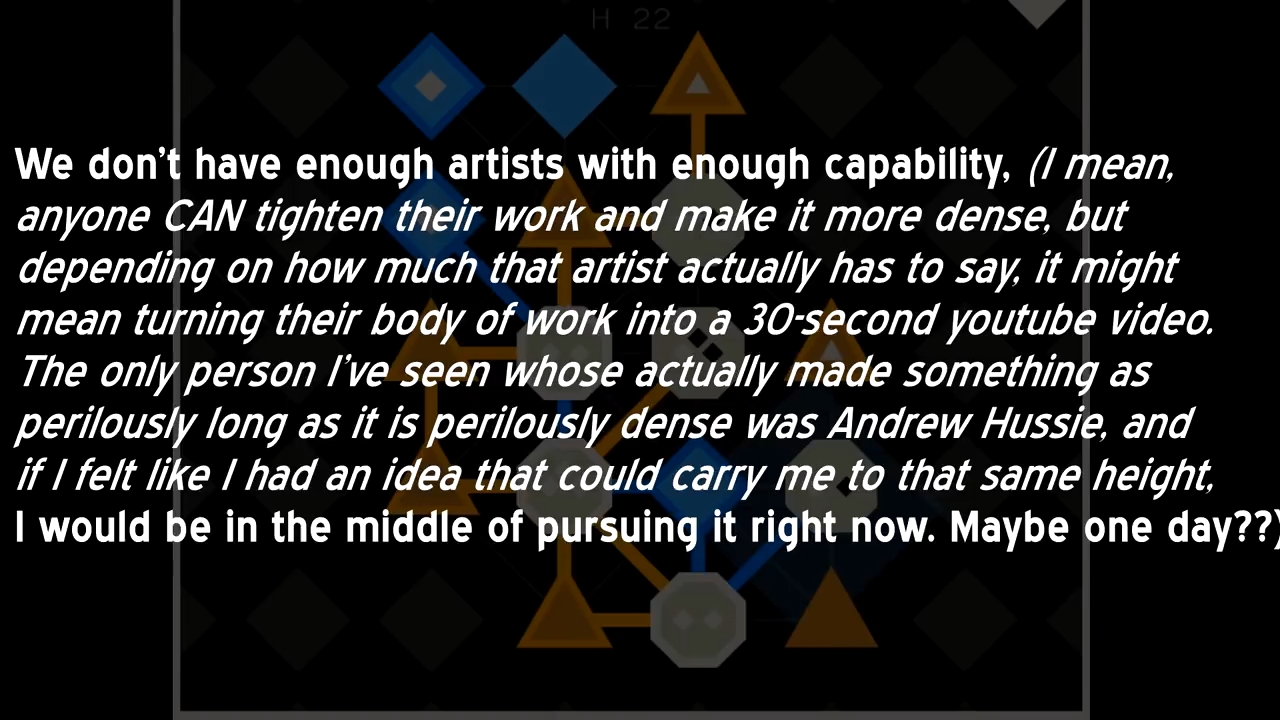 H 22
We don't have enough artists with enough capability, (I mean,
anyone CAN tighten their work and make it more dense, but
depending on how much that artist actually has to say, it might
mean turning their body of work into a 30-second youtube video.
The only person I've seen whose actually made something as
perilously long as it is perilously dense was Andrew Hussie, and
if I felt like I had an idea that could carry me to that same height,
I would be in the middle of pursuing it right now. Maybe one day??)